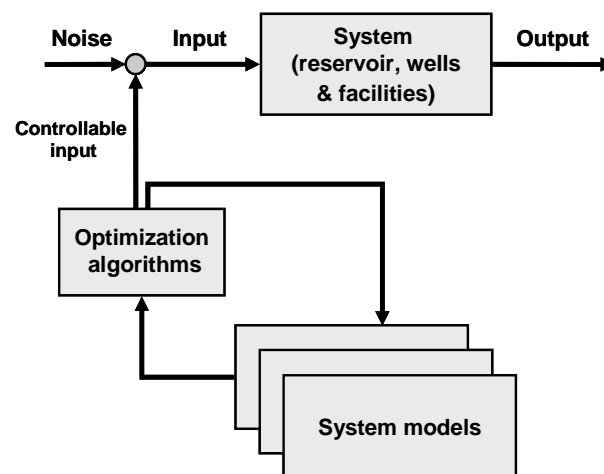 Noise
Input
System
(reservoir, wells
& facilities)
Output
Controllable
input
Optimization
algorithms
System models